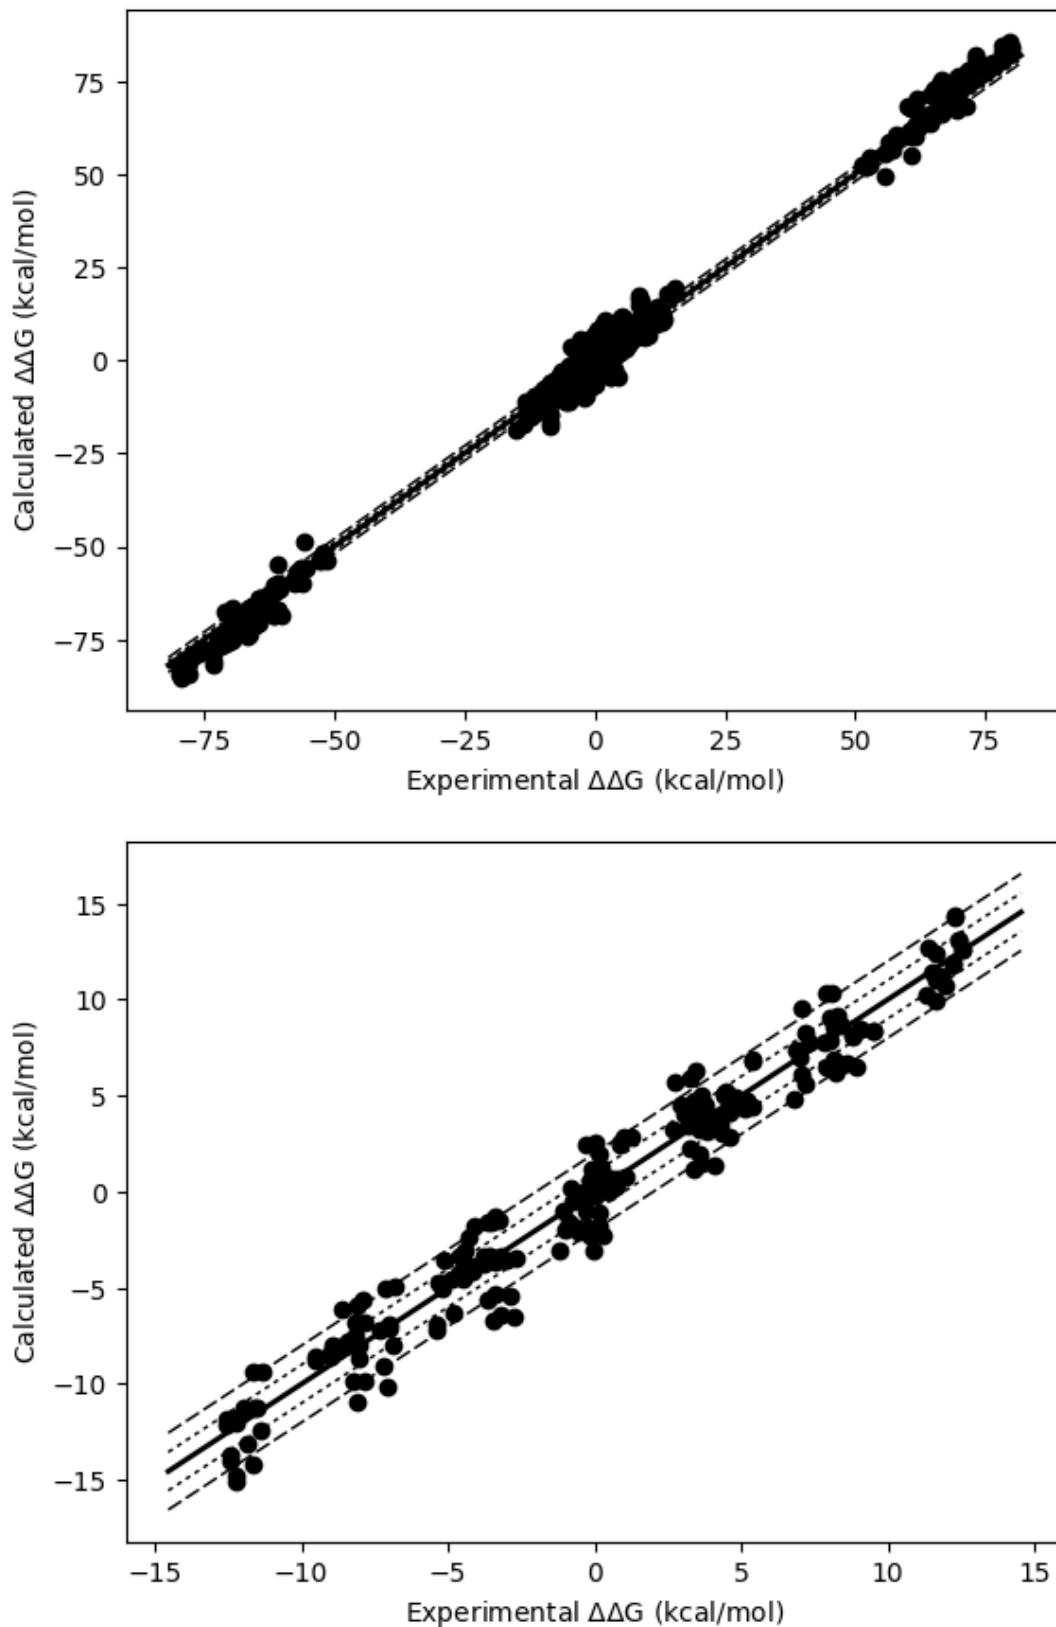 75
50
25
0
−25
−50
−75
Calculated ΔΔG (kcal/mol)
−75 −50 −25 0 25 50 75
Experimental ΔΔG (kcal/mol)
15
10
5
0
−5
−10
−15
Calculated ΔΔG (kcal/mol)
−15 −10 −5 0 5 10 15
Experimental ΔΔG (kcal/mol)